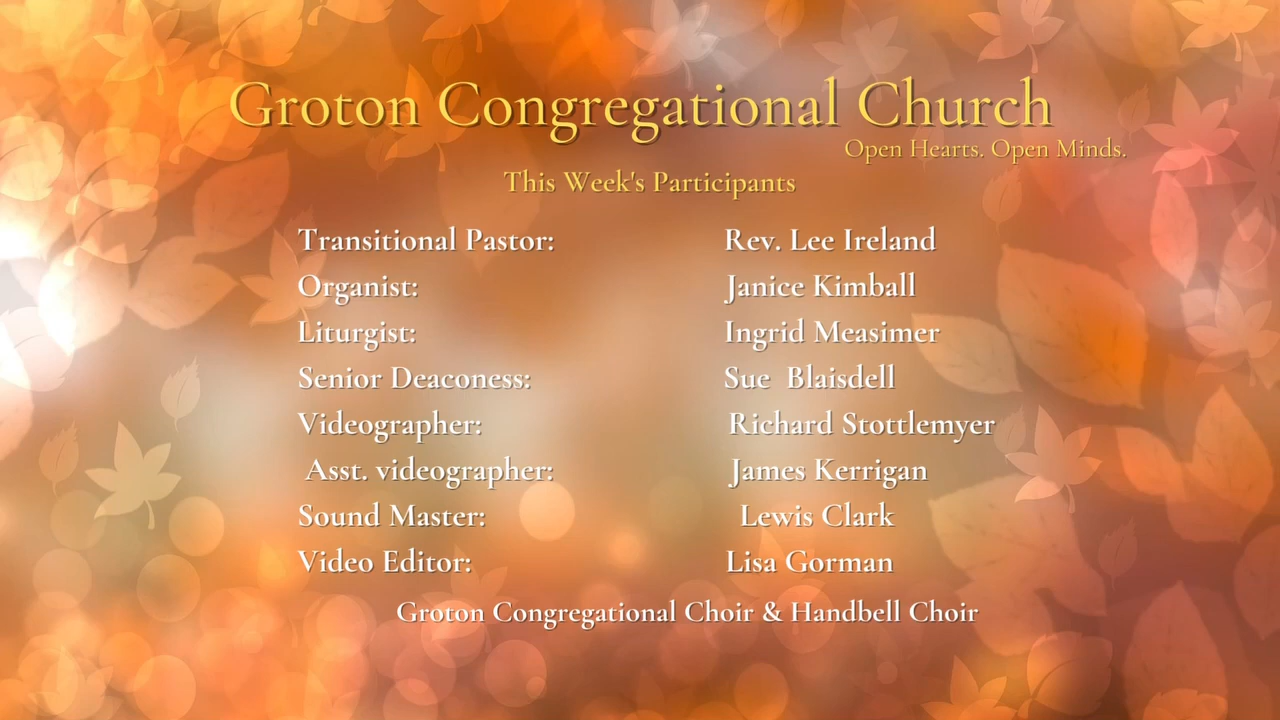 Groton Congregational Church
Open Hearts. Open Minds.
This Week's Participants
Transitional Pastor: Rev. Lee Ireland
Organist: Janice Kimball
Liturgist: Ingrid Measimer
Senior Deaconess: Sue Blaisdell
Videographer: Richard Stottlemyer
Asst. videographer: James Kerrigan
Sound Master: Lewis Clark
Video Editor: Lisa Gorman
Groton Congregational Choir & Handbell Choir